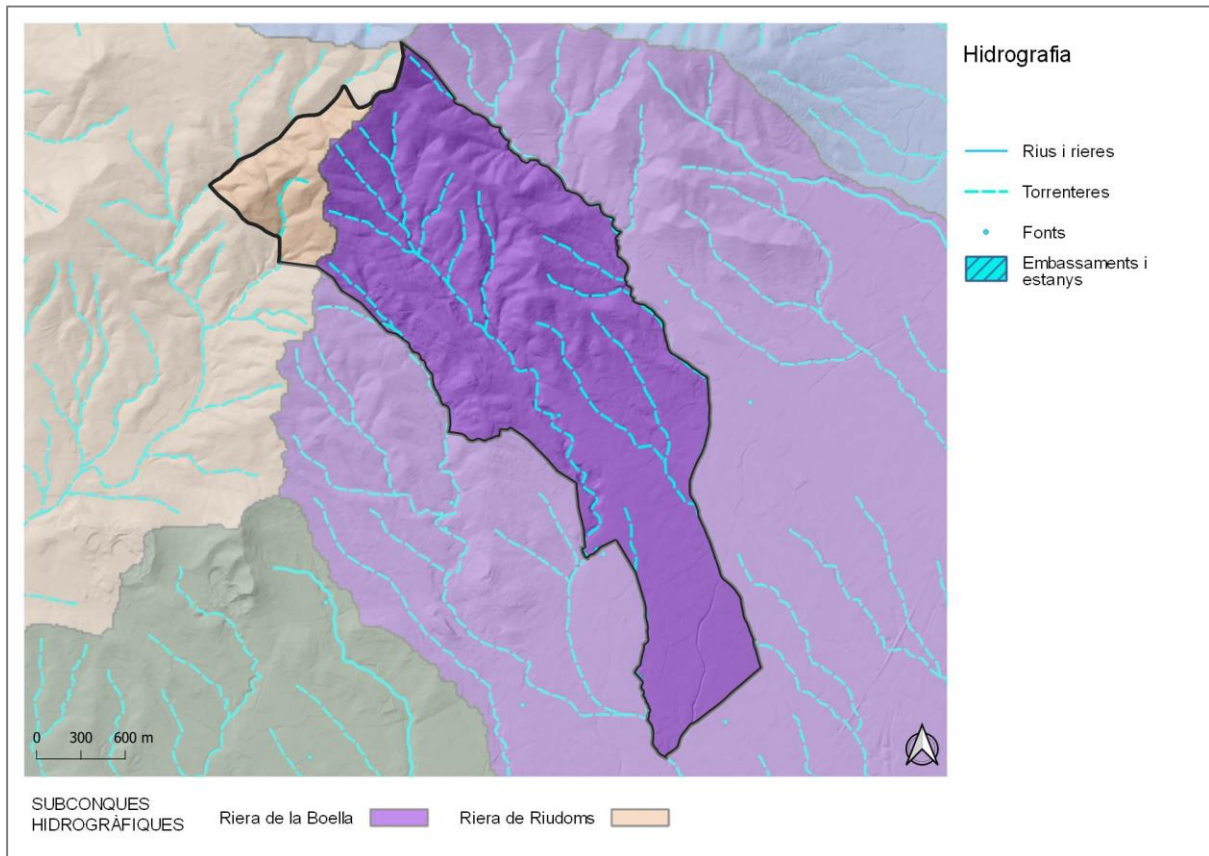 Hidrografia
Rius i rieres
Torrenteres
Fonts
Embassaments i
estanys
0 300 600 m
SUBCONQUES
HIDROGRÀFIQUES
Riera de la Boella
Riera de Riudoms